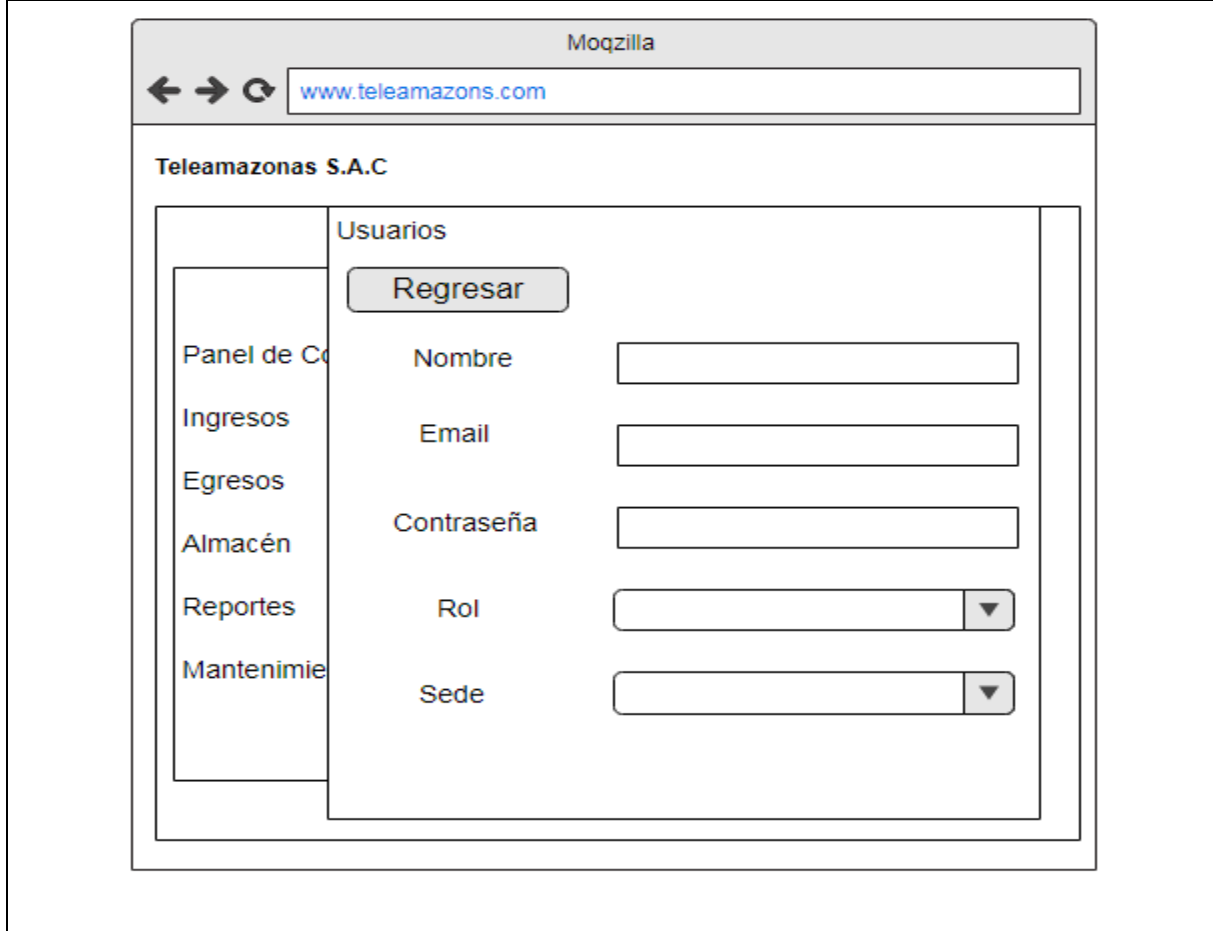 Moqzilla
www.teleamazons.com
Teleamazonas S.A.C
Usuarios
Regresar
Panel de Co
Ingresos
Egresos
Almacén
Reportes
Mantenimie
Nombre
Email
Contraseña
Rol
Sede